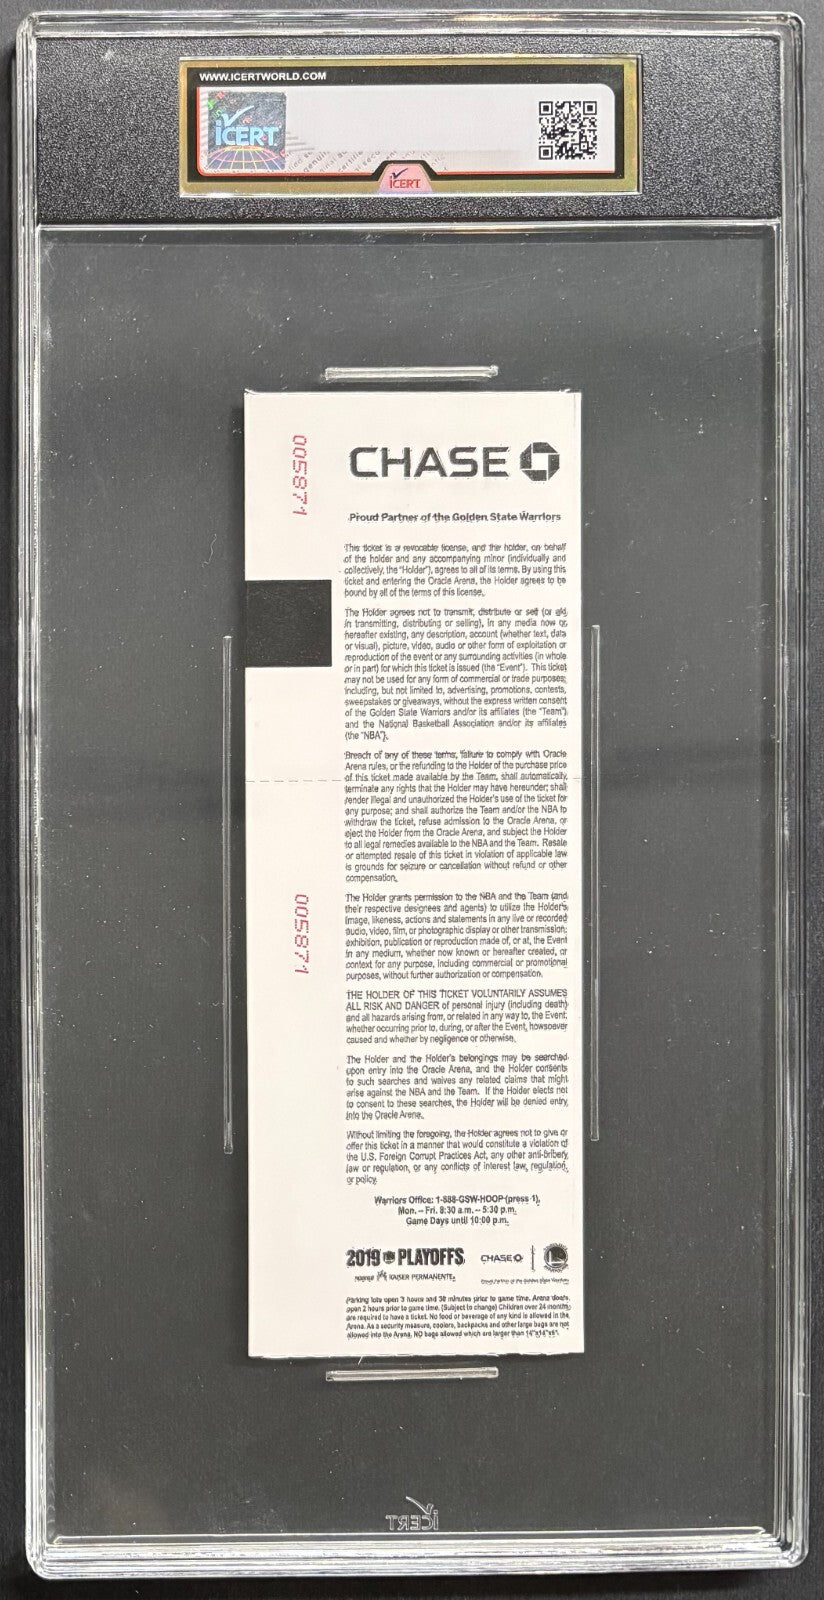 WWW.ICERTWORLD.COM
iCERT
iCERT
005871
CHASE
Proud Partner of the Golden State Warriors
This ticket is a revocable license, and the holder, on behalf
of the holder and any accompanying minor (individually and
collectively, the "Holder"), agrees to all of its terms. By using this
ticket and entering the Oracle Arena, the Holder agrees to be
bound by all of the terms of this license.
The Holder agrees not to transmit, distribute or sell (or aid
in transmitting, distributing or selling), in any media now or
hereafter existing, any description, account (whether text, data
or visual), picture, video, audio or other form of exploitation or
reproduction of the event or any surrounding activities (in whole
or in part) for which this ticket is issued (the "Event"). This ticket
may not be used for any form of commercial or trade purposes,
including, but not limited to, advertising, promotions, contests,
sweepstakes or giveaways, without the express written consent
of the Golden State Warriors and/or its affiliates (the "Team")
and the National Basketball Association and/or its affiliates
(the "NBA").
Breach of any of these terms, failure to comply with Oracle
Arena rules, or the refunding to the Holder of the purchase price
of this ticket made available by the Team, shall automatically,
terminate any rights that the Holder may have hereunder; shall
render illegal and unauthorized the Holder's use of the ticket for
any purpose; and shall authorize the Team and/or the NBA to
withdraw the ticket, refuse admission to the Oracle Arena, or
eject the Holder from the Oracle Arena, and subject the Holder
to all legal remedies available to the NBA and the Team. Resale
or attempted resale of this ticket in violation of applicable law
is grounds for seizure or cancellation without refund or other
compensation.
005871
The Holder grants permission to the NBA and the Team (and
their respective designees and agents) to utilize the Holder's
image, likeness, actions and statements in any live or recorded
audio, video, film, or photographic display or other transmission,
exhibition, publication or reproduction made of, or at, the Event
in any medium, whether now known or hereafter created, or
context for any purpose, including commercial or promotional
purposes, without further authorization or compensation.
THE HOLDER OF THIS TICKET VOLUNTARILY ASSUMES
ALL RISK AND DANGER of personal injury (including death)
and all hazards arising from, or related in any way to, the Event,
whether occurring prior to, during, or after the Event, howsoever
caused and whether by negligence or otherwise.
The Holder and the Holder's belongings may be searched
upon entry into the Oracle Arena, and the Holder consents
to such searches and waives any related claims that might
arise against the NBA and the Team. If the Holder elects not
to consent to these searches, the Holder will be denied entry
into the Oracle Arena.
Without limiting the foregoing, the Holder agrees not to give or
offer this ticket in a manner that would constitute a violation of
the U.S. Foreign Corrupt Practices Act, any other anti-bribery
law or regulation, or any conflicts of interest law, regulation,
or policy.
Warriors Office: 1-888-GSW-HOOP (press 1),
Mon. – Fri. 8:30 a.m. – 5:30 p.m.
Game Days until 10:00 p.m.
2019 PLAYOFFS CHASE
KAISER PERMANENTE. Proud Partner of the Golden State Warriors
Parking lots open 3 hours and 30 minutes prior to game time. Arena doors
open 2 hours prior to game time. (Subject to change) Children over 24 months
are required to have a ticket. No food or beverage of any kind is allowed in the
Arena. As a security measure, coolers, backpacks and other large bags are not
allowed into the Arena. NO bags allowed which are larger than 14"x14"x6".
iCERT